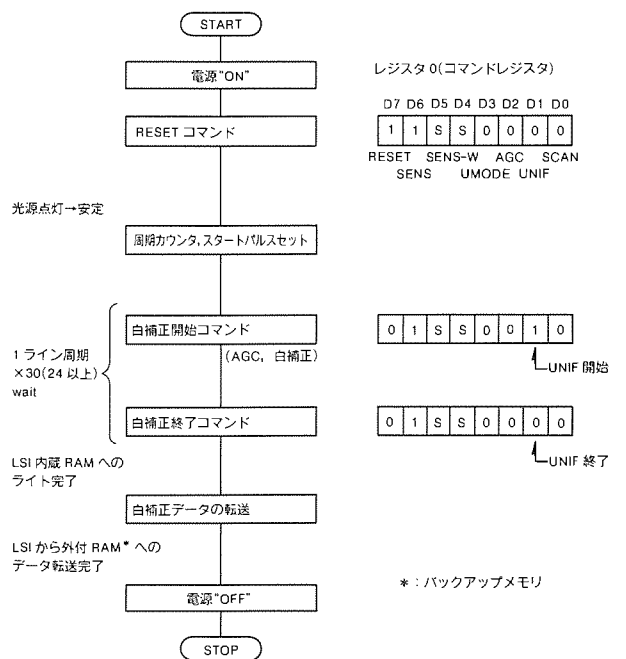 START
電源"ON"
レジスタ0(コマンドレジスタ)
D7 D6 D5 D4 D3 D2 D1 D0
RESET コマンド
1 1 S S 0 0 0 0
RESET SENS-W AGC SCAN
SENS UMODE UNIF
光源点灯→安定
周期カウンタ,スタートパルスセット
白補正開始コマンド
0 1 S S 0 0 1 0
(AGC, 白補正)
UNIF 開始
1 ライン周期
×30(24 以上)
wait
白補正終了コマンド
0 1 S S 0 0 0 0
UNIF 終了
LSI 内蔵 RAM への
ライト完了
白補正データの転送
LSI から外付 RAM* への
データ転送完了
*:バックアップメモリ
電源"OFF"
STOP